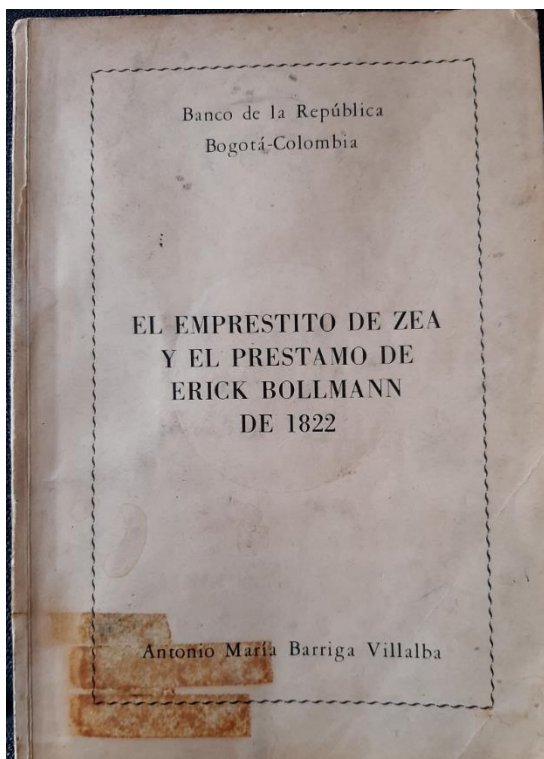 Banco de la República
Bogotá-Colombia
EL EMPRESTITO DE ZEA
Y EL PRESTAMO DE
ERICK BOLLMANN
DE 1822
Antonio María Barriga Villalba